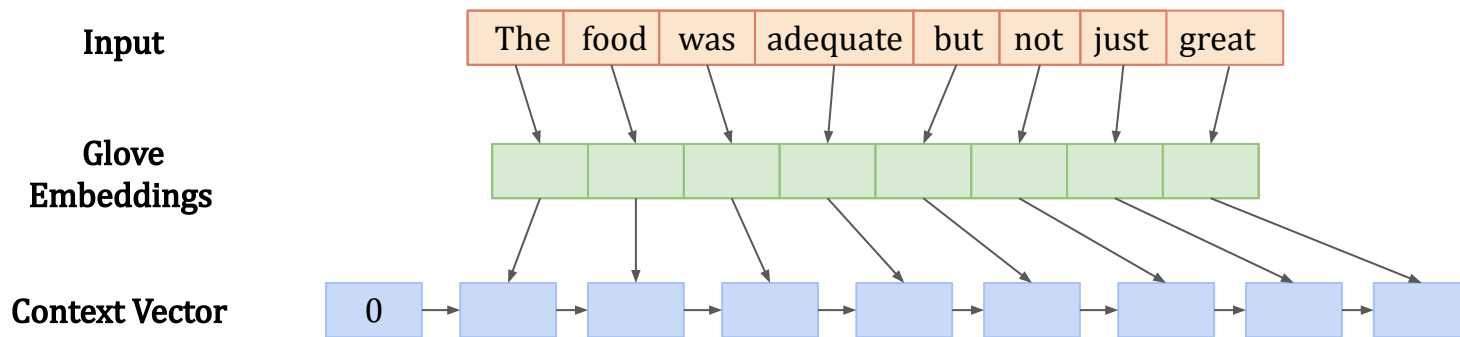 Input
The food was adequate but not just great
Glove
Embeddings
Context Vector
0